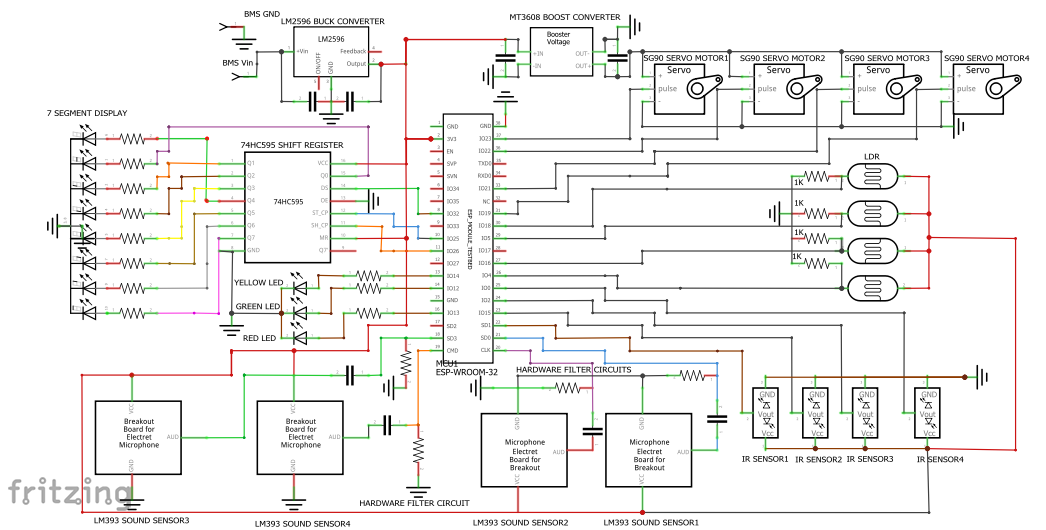 BMS GND
LM2596 BUCK CONVERTER
MT3608 BOOST CONVERTER
LM2596
+Vin
Feedback
Output
ON/OFF
GND
BMS Vin
Booster
Voltage
+IN
-IN
OUT-
OUT+
SG90 SERVO MOTOR1
SG90 SERVO MOTOR2
SG90 SERVO MOTOR3
SG90 SERVO MOTOR4
Servo
+
pulse
-
Servo
+
pulse
-
Servo
+
pulse
-
Servo
+
pulse
-
7 SEGMENT DISPLAY
74HC595 SHIFT REGISTER
74HC595
Q1
Q2
Q3
Q4
Q5
Q6
Q7
GND
VCC
Q0
DS
OE
ST_CP
SH_CP
MR
Q7'
GND
3V3
EN
SVP
SVN
IO34
IO35
IO32
IO33
IO25
IO26
IO27
IO14
IO12
GND
IO13
SD2
SD3
CMD
GND
IO23
IO22
TXD0
RXD0
IO21
NC
IO19
IO18
IO5
IO17
IO16
IO4
IO0
IO2
IO15
SD1
SD0
CLK
ESP_MODULE_TESTBED
MCU1
ESP-WROOM-32
LDR
1K
1K
1K
1K
YELLOW LED
GREEN LED
RED LED
HARDWARE FILTER CIRCUITS
VCC
Breakout
Board for
Electret
Microphone
AUD
GND
VCC
Breakout
Board for
Electret
Microphone
AUD
GND
GND
Microphone
Electret
Board for
Breakout
AUD
VCC
GND
Microphone
Electret
Board for
Breakout
AUD
VCC
GND
Vout
Vcc
GND
Vout
Vcc
GND
Vout
Vcc
GND
Vout
Vcc
IR SENSOR1
IR SENSOR2
IR SENSOR3
IR SENSOR4
fritzing
HARDWARE FILTER CIRCUIT
LM393 SOUND SENSOR3
LM393 SOUND SENSOR4
LM393 SOUND SENSOR2
LM393 SOUND SENSOR1